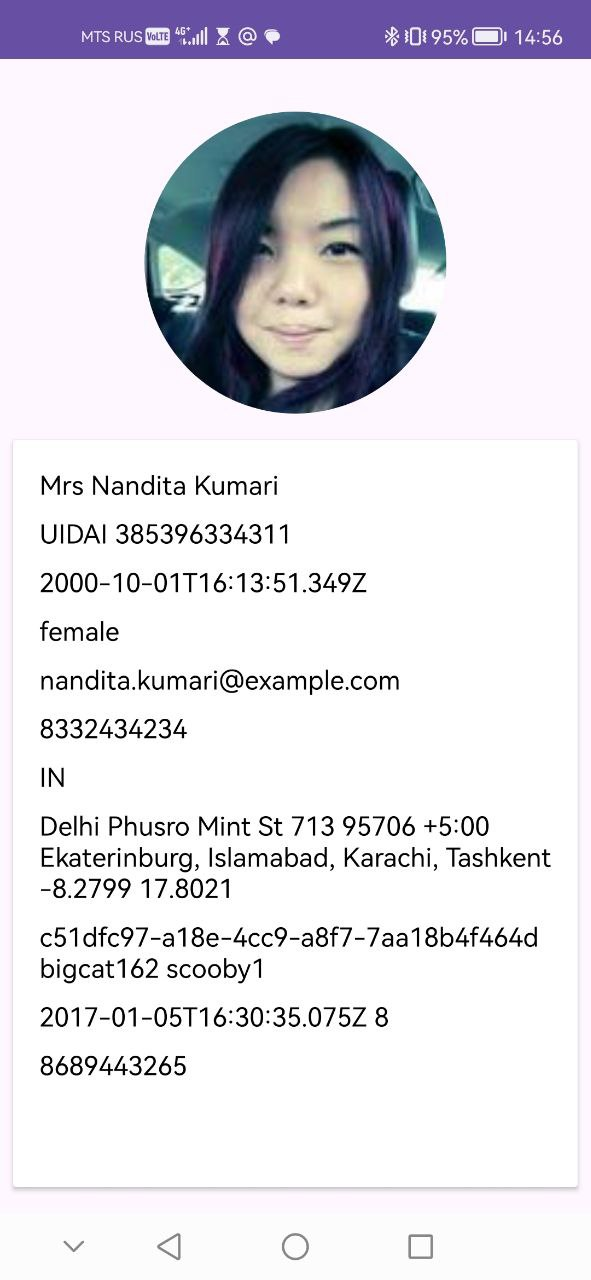 MTS RUS VoLTE 4G+ 95% 14:56
Mrs Nandita Kumari
UIDAI 385396334311
2000-10-01T16:13:51.349Z
female
nandita.kumari@example.com
8332434234
IN
Delhi Phusro Mint St 713 95706 +5:00
Ekaterinburg, Islamabad, Karachi, Tashkent
-8.2799 17.8021
c51dfc97-a18e-4cc9-a8f7-7aa18b4f464d
bigcat162 scooby1
2017-01-05T16:30:35.075Z 8
8689443265